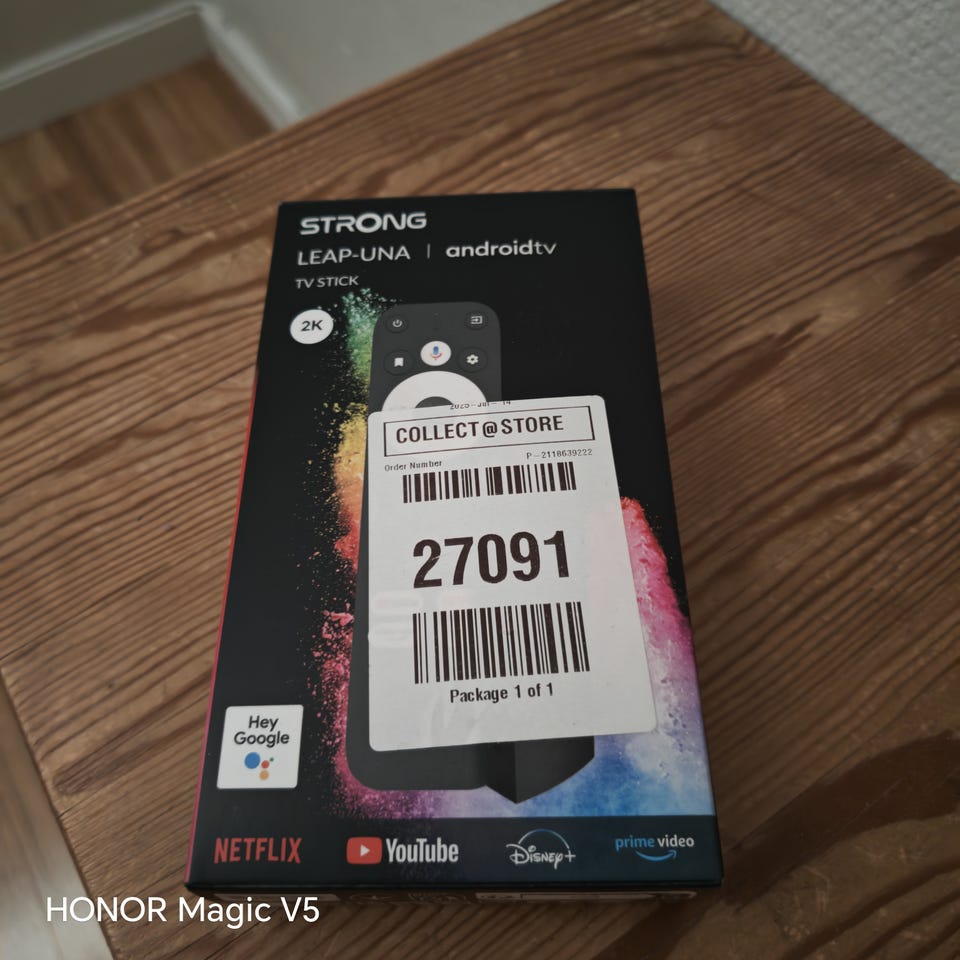 STRONG
LEAP-UNA | androidtv
TV STICK
2K
COLLECT@STORE
Order Number P-2118639222
27091
Package 1 of 1
Hey
Google
NETFLIX YouTube Disney+ prime video
HONOR Magic V5